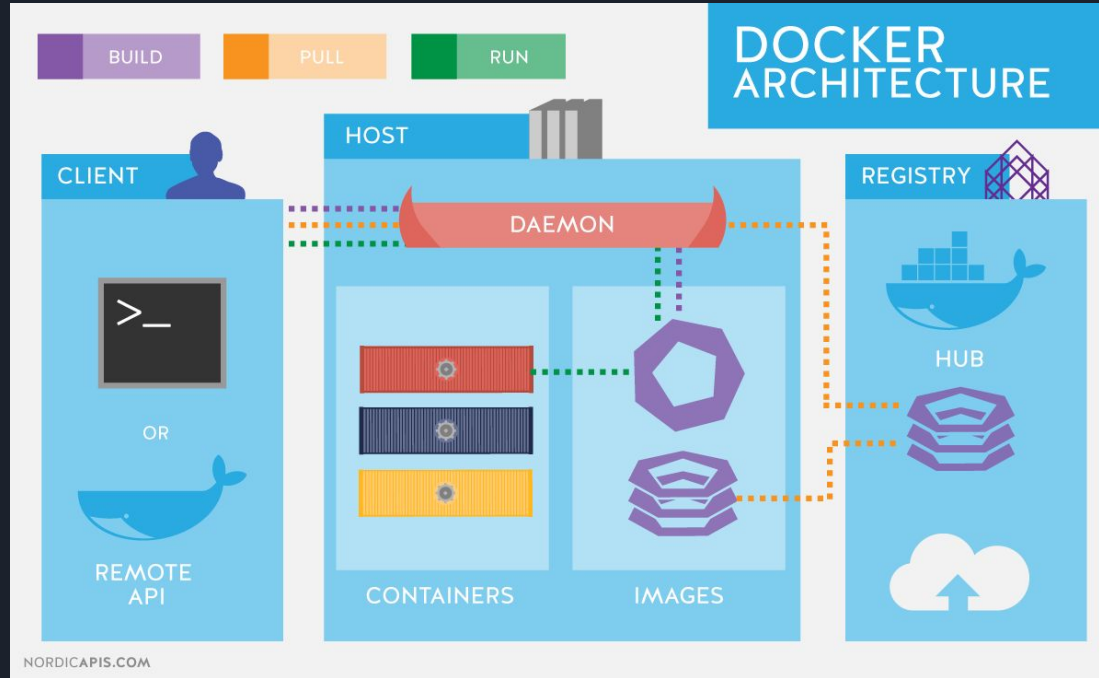 BUILD
PULL
RUN
DOCKER
ARCHITECTURE
CLIENT
>_
OR
REMOTE
API
HOST
DAEMON
CONTAINERS
IMAGES
REGISTRY
HUB
NORDICAPIS.COM